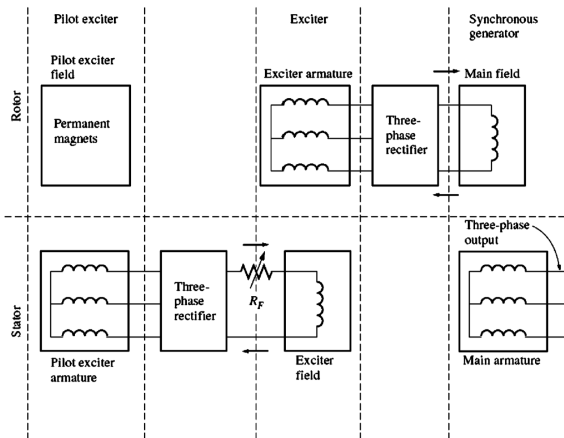 Pilot exciter
Exciter
Synchronous
generator
Rotor
Pilot exciter
field
Permanent
magnets
Exciter armature
Three-
phase
rectifier
Main field
Stator
Three-
phase
rectifier
R_F
Three-phase
output
Pilot exciter
armature
Exciter
field
Main armature